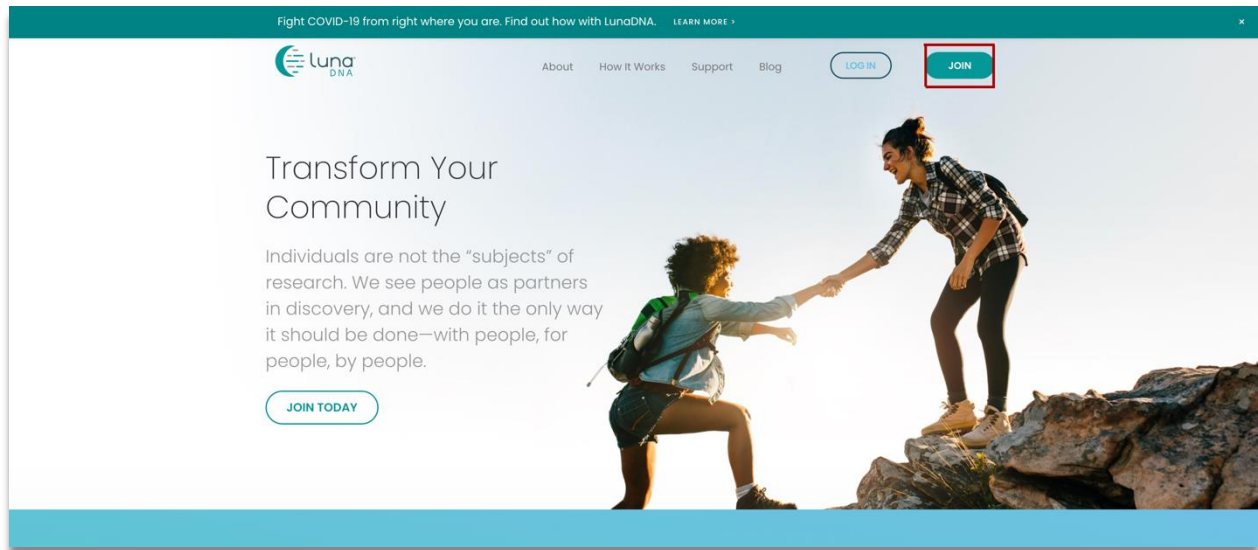 Fight COVID-19 from right where you are. Find out how with LunaDNA. LEARN MORE >
×
luna
DNA
About How It Works Support Blog LOG IN JOIN
Transform Your
Community
Individuals are not the “subjects” of
research. We see people as partners
in discovery, and we do it the only way
it should be done—with people, for
people, by people.
JOIN TODAY